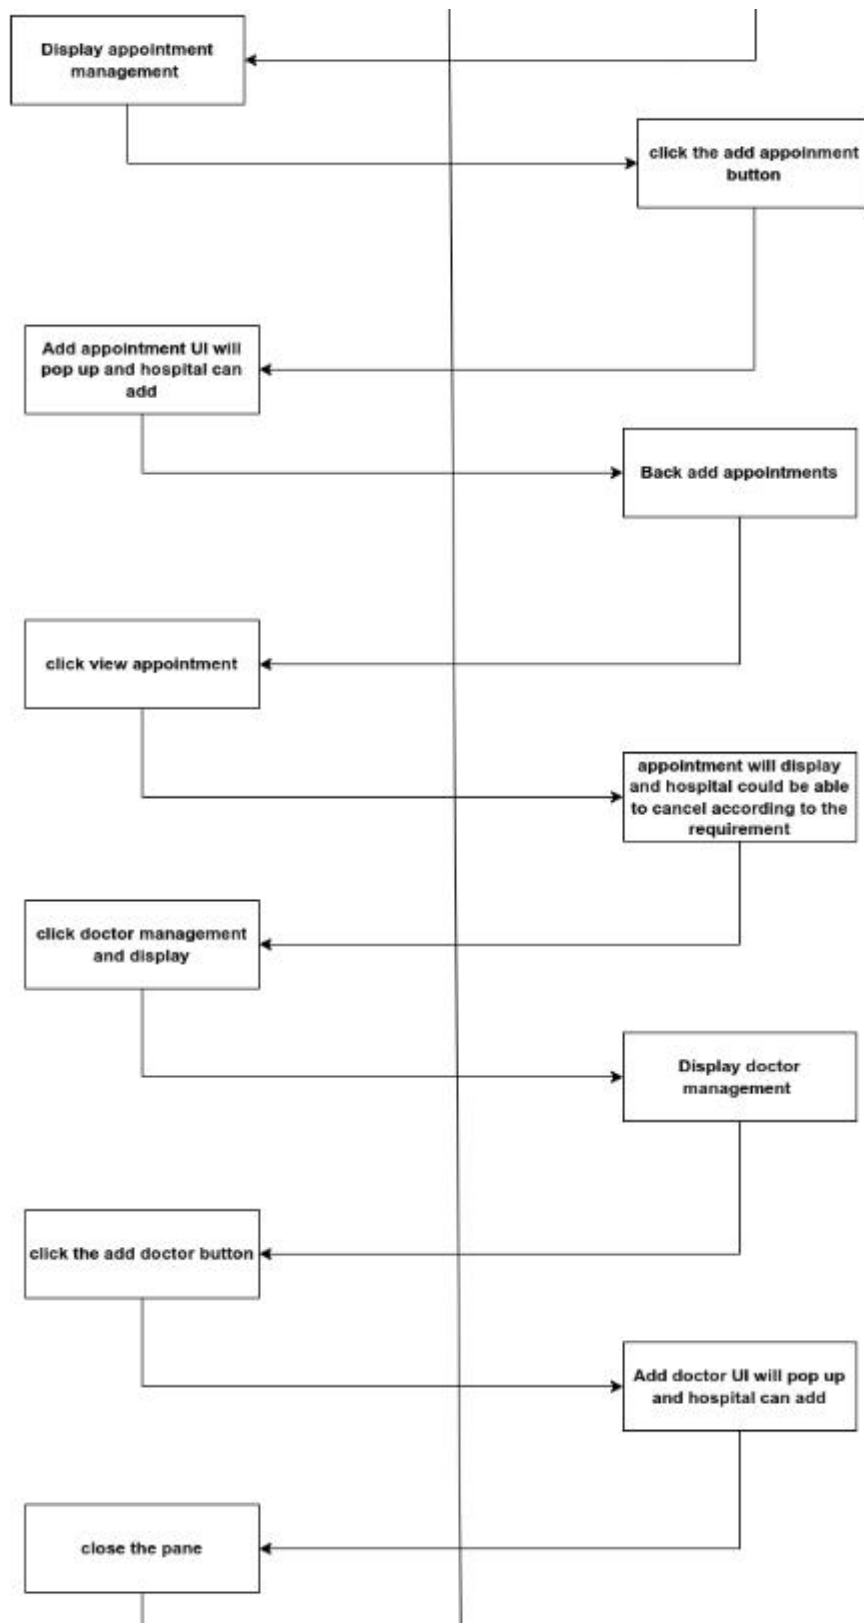 Display appointment
management
click the add appoinment
button
Add appointment UI will
pop up and hospital can
add
Back add appointments
click view appointment
appointment will display
and hospital could be able
to cancel according to the
requirement
click doctor management
and display
Display doctor
management
click the add doctor button
Add doctor UI will pop up
and hospital can add
close the pane